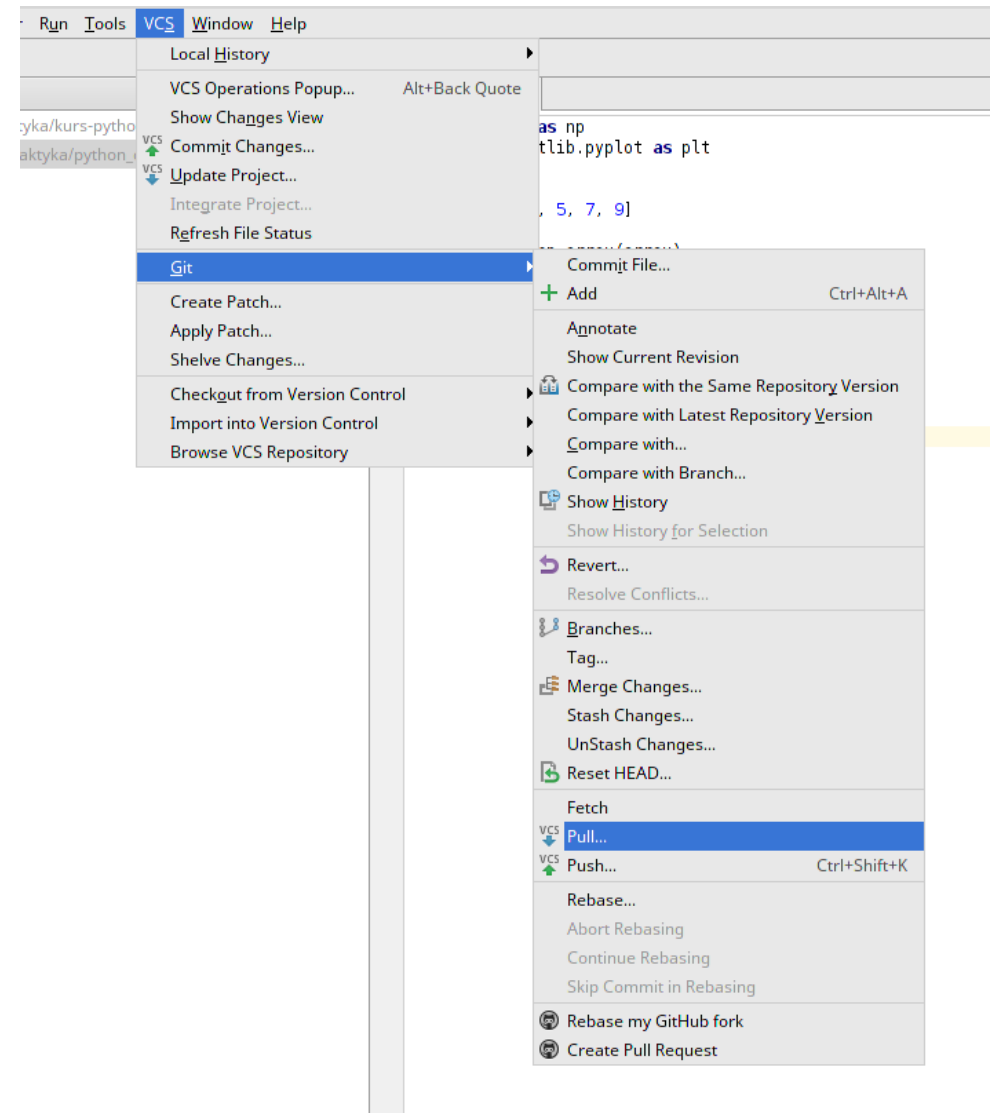 Run Tools VCS Window Help
Local History
VCS Operations Popup... Alt+Back Quote
Show Changes View
VCS Commit Changes...
VCS Update Project...
Integrate Project...
Refresh File Status
Git
Create Patch...
Apply Patch...
Shelve Changes...
Checkout from Version Control
Import into Version Control
Browse VCS Repository
tyka/kurs-pytho
aktyka/python_
as np
tlib.pyplot as plt
, 5, 7, 9]
Commit File...
Add Ctrl+Alt+A
Annotate
Show Current Revision
Compare with the Same Repository Version
Compare with Latest Repository Version
Compare with...
Compare with Branch...
Show History
Show History for Selection
Revert...
Resolve Conflicts...
Branches...
Tag...
Merge Changes...
Stash Changes...
UnStash Changes...
Reset HEAD...
Fetch
VCS Pull...
VCS Push... Ctrl+Shift+K
Rebase...
Abort Rebasing
Continue Rebasing
Skip Commit in Rebasing
Rebase my GitHub fork
Create Pull Request